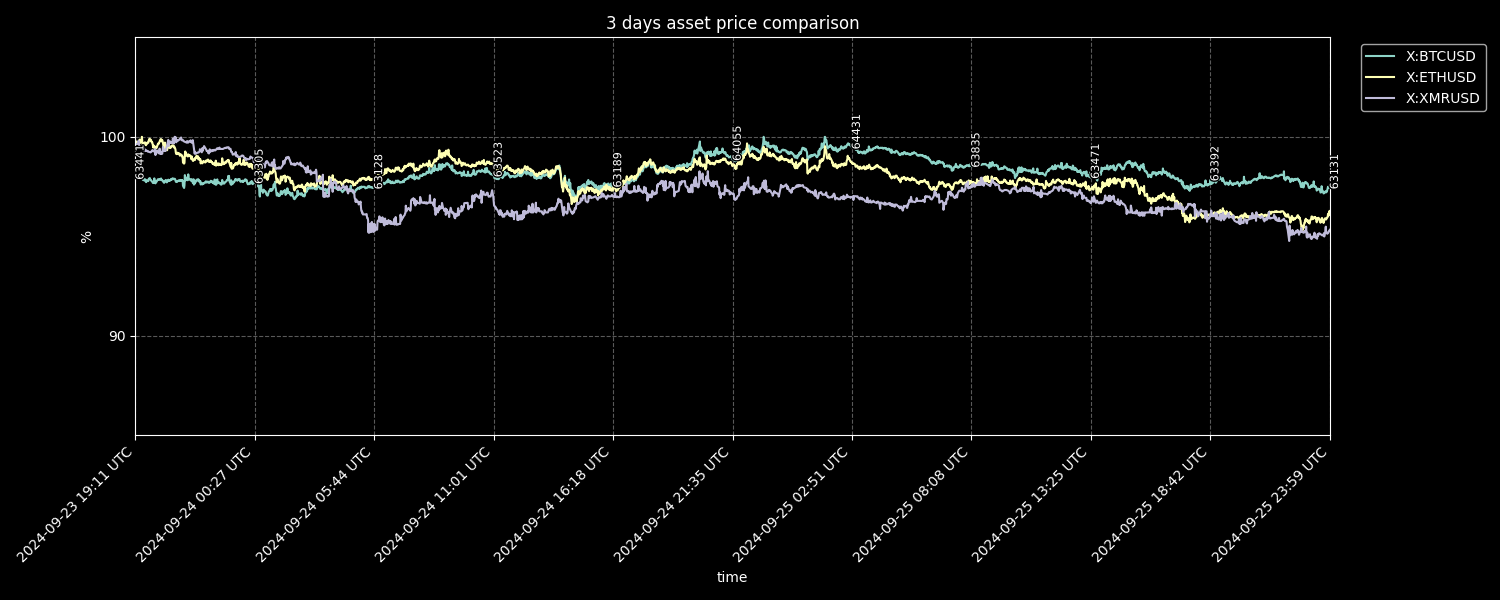 3 days asset price comparison
X:BTCUSD
X:ETHUSD
X:XMRUSD
100
90
%
63441
63305
63128
63523
63189
64055
64431
63835
63471
63392
63131
2024-09-23 19:11 UTC
2024-09-24 00:27 UTC
2024-09-24 05:44 UTC
2024-09-24 11:01 UTC
2024-09-24 16:18 UTC
2024-09-24 21:35 UTC
2024-09-25 02:51 UTC
2024-09-25 08:08 UTC
2024-09-25 13:25 UTC
2024-09-25 18:42 UTC
2024-09-25 23:59 UTC
time